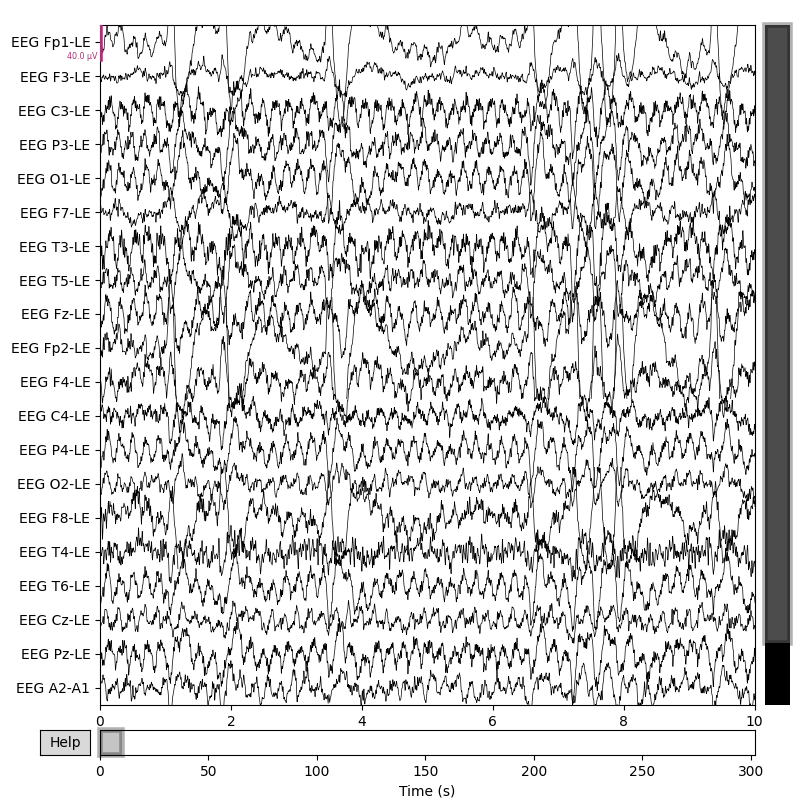 EEG Fp1-LE
40.0 µV
EEG F3-LE
EEG C3-LE
EEG P3-LE
EEG O1-LE
EEG F7-LE
EEG T3-LE
EEG T5-LE
EEG Fz-LE
EEG Fp2-LE
EEG F4-LE
EEG C4-LE
EEG P4-LE
EEG O2-LE
EEG F8-LE
EEG T4-LE
EEG T6-LE
EEG Cz-LE
EEG Pz-LE
EEG A2-A1
0 2 4 6 8 10
Help
0 50 100 150 200 250 300
Time (s)